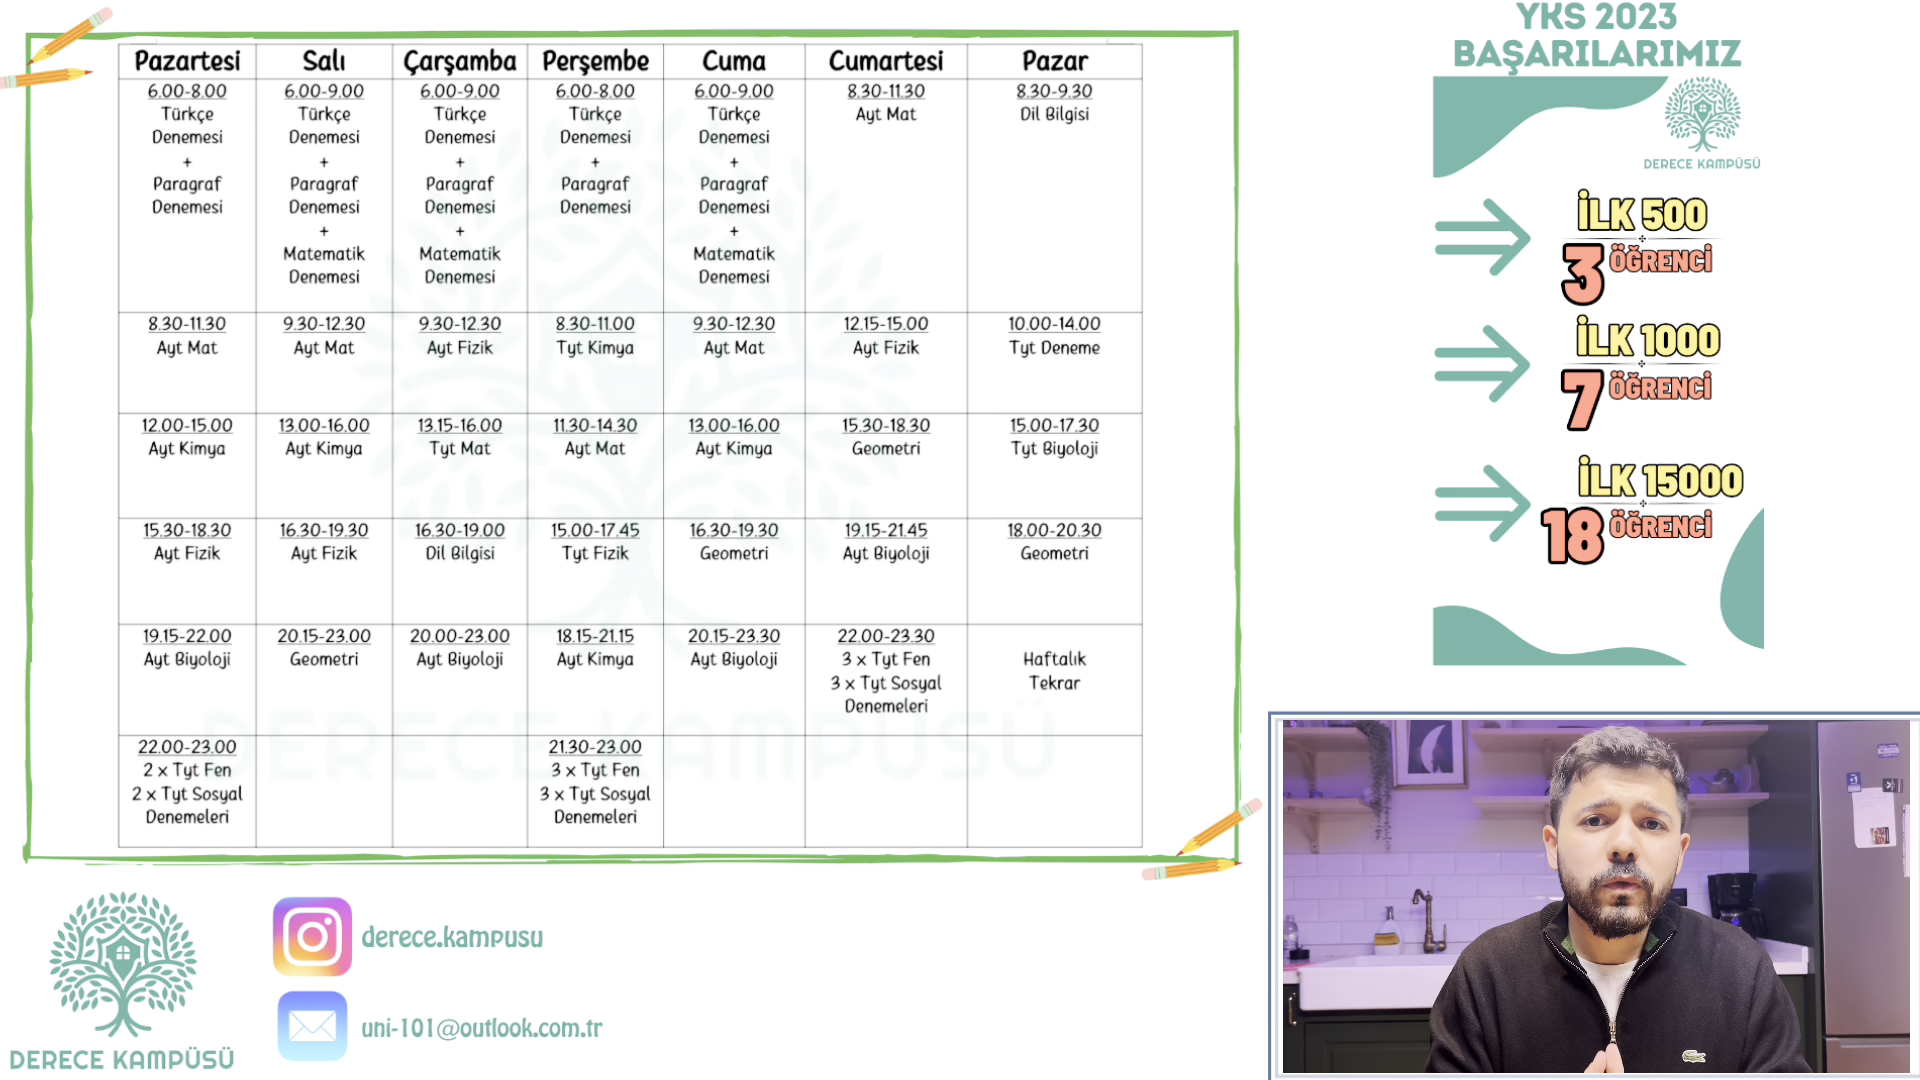 Pazartesi Salı Çarşamba Perşembe Cuma Cumartesi Pazar
6.00-8.00
Türkçe
Denemesi
+
Paragraf
Denemesi
6.00-9.00
Türkçe
Denemesi
+
Paragraf
Denemesi
+
Matematik
Denemesi
6.00-9.00
Türkçe
Denemesi
+
Paragraf
Denemesi
+
Matematik
Denemesi
6.00-8.00
Türkçe
Denemesi
+
Paragraf
Denemesi
6.00-9.00
Türkçe
Denemesi
+
Paragraf
Denemesi
+
Matematik
Denemesi
8.30-11.30
Ayt Mat
8.30-9.30
Dil Bilgisi
8.30-11.30
Ayt Mat
9.30-12.30
Ayt Mat
9.30-12.30
Ayt Fizik
8.30-11.00
Tyt Kimya
9.30-12.30
Ayt Mat
12.15-15.00
Ayt Fizik
10.00-14.00
Tyt Deneme
12.00-15.00
Ayt Kimya
13.00-16.00
Ayt Kimya
13.15-16.00
Tyt Mat
11.30-14.30
Ayt Mat
13.00-16.00
Ayt Kimya
15.30-18.30
Geometri
15.00-17.30
Tyt Biyoloji
15.30-18.30
Ayt Fizik
16.30-19.30
Ayt Fizik
16.30-19.00
Dil Bilgisi
15.00-17.45
Tyt Fizik
16.30-19.30
Geometri
19.15-21.45
Ayt Biyoloji
18.00-20.30
Geometri
19.15-22.00
Ayt Biyoloji
20.15-23.00
Geometri
20.00-23.00
Ayt Biyoloji
18.15-21.15
Ayt Kimya
20.15-23.30
Ayt Biyoloji
22.00-23.30
3 x Tyt Fen
3 x Tyt Sosyal
Denemeleri
Haftalık
Tekrar
22.00-23.00
2 x Tyt Fen
2 x Tyt Sosyal
Denemeleri
21.30-23.00
3 x Tyt Fen
3 x Tyt Sosyal
Denemeleri
DERECE KAMPÜSÜ
YKS 2023
BAŞARILARIMIZ
DERECE KAMPÜSÜ
İLK 500
3 ÖĞRENCİ
İLK 1000
7 ÖĞRENCİ
İLK 15000
18 ÖĞRENCİ
DERECE KAMPÜSÜ
derece.kampusu
uni-101@outlook.com.tr